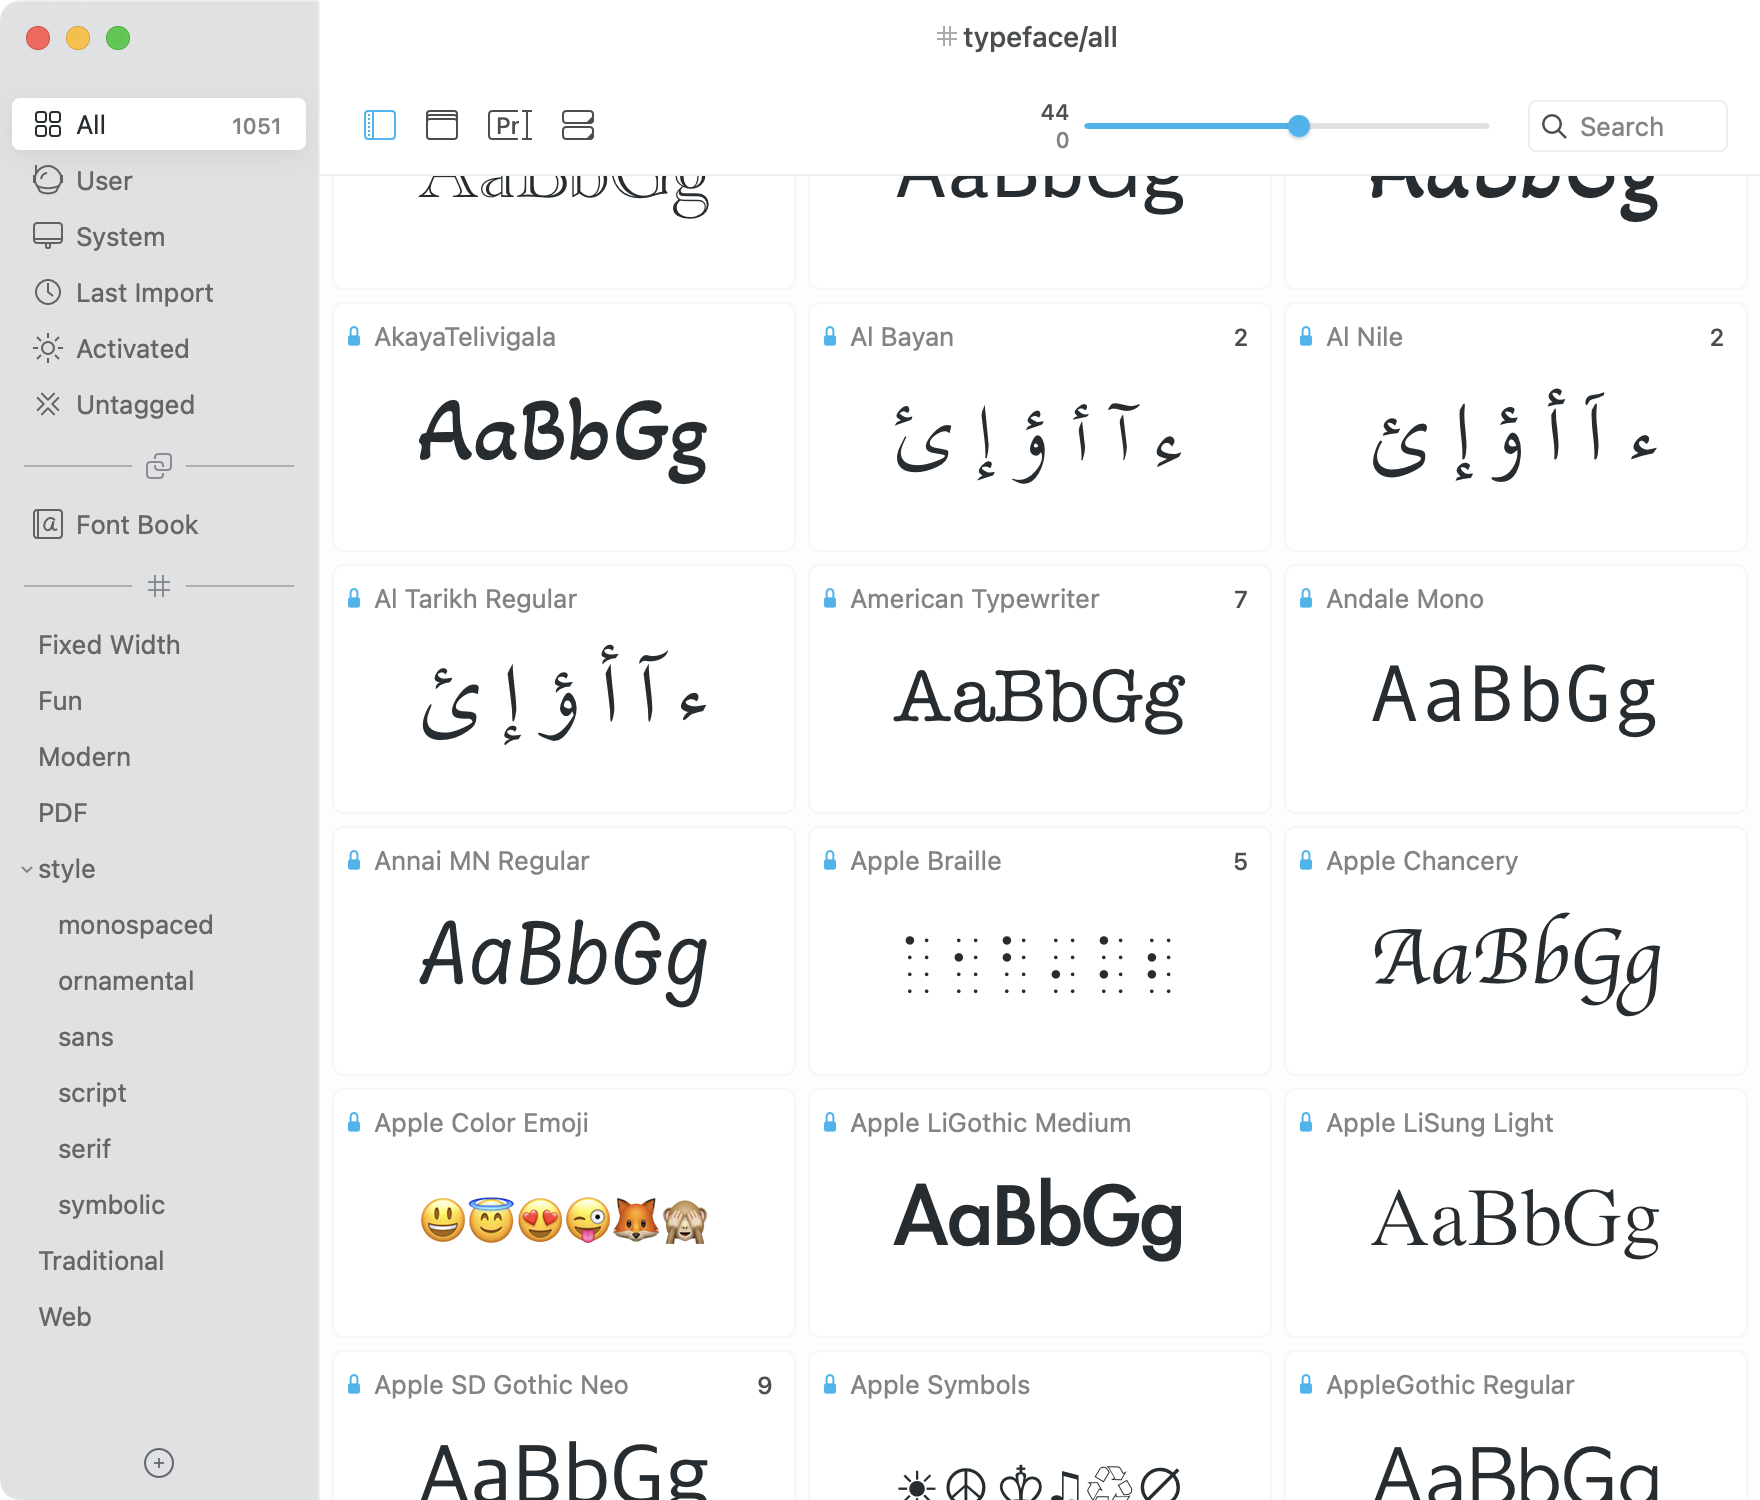 typeface/all
All 1051
User
System
Last Import
Activated
Untagged
Font Book
Fixed Width
Fun
Modern
PDF
style
monospaced
ornamental
sans
script
serif
symbolic
Traditional
Web
Pr
44
0
Search
AaBbGg AaBbGg AaBbGg
AkayaTelivigala
AaBbGg
Al Bayan 2
ء آ أ ؤ إ ئ
Al Nile 2
ء آ أ ؤ إ ئ
Al Tarikh Regular
ء آ أ ؤ إ ئ
American Typewriter 7
AaBbGg
Andale Mono
AaBbGg
Annai MN Regular
AaBbGg
Apple Braille 5
⠁⠂⠃⠄⠅⠆
Apple Chancery
AaBbGg
Apple Color Emoji
😃😇😍😜🦊🙈
Apple LiGothic Medium
AaBbGg
Apple LiSung Light
AaBbGg
Apple SD Gothic Neo 9
AaBbGg
Apple Symbols
☀☮♔♫♲∅
AppleGothic Regular
AaBbGg